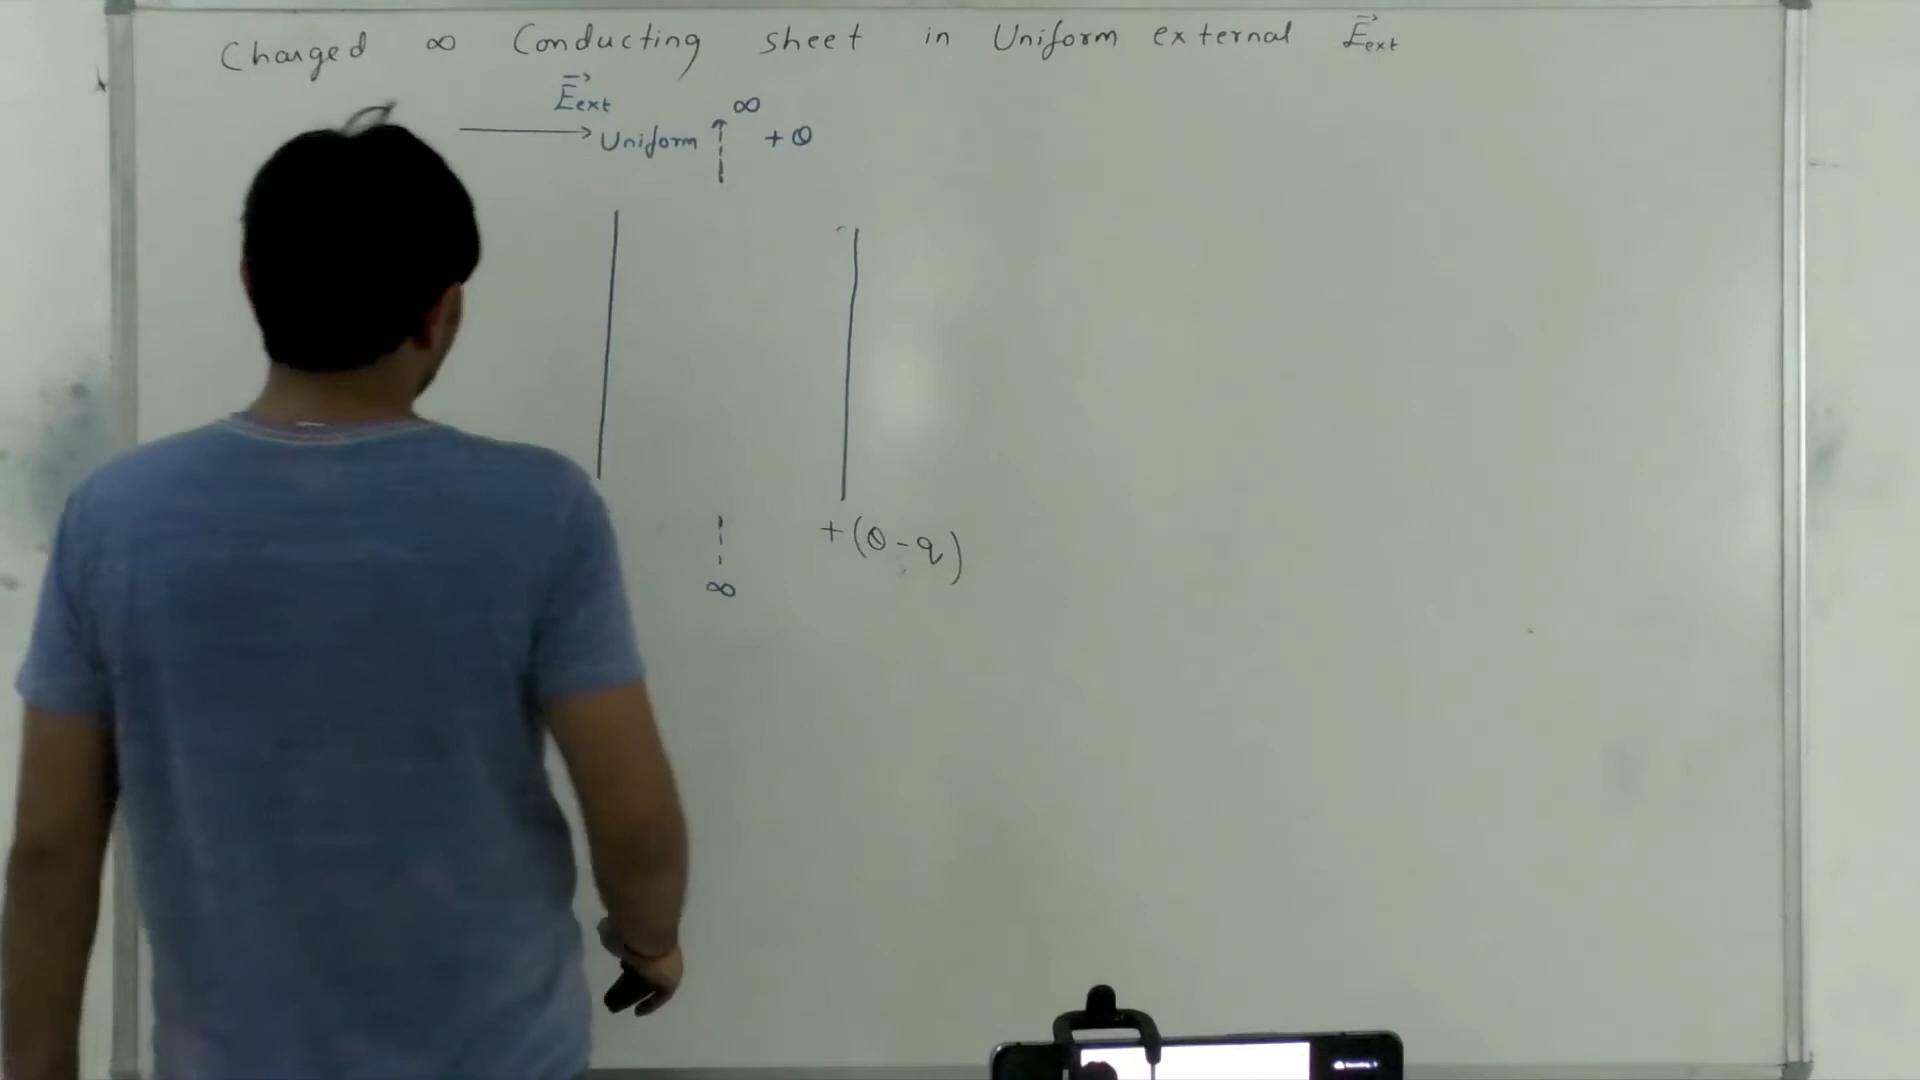 Charged ∞ Conducting sheet in Uniform external E⃗ext
E⃗ext
Uniform
∞
+Q
+(Q-q)
∞